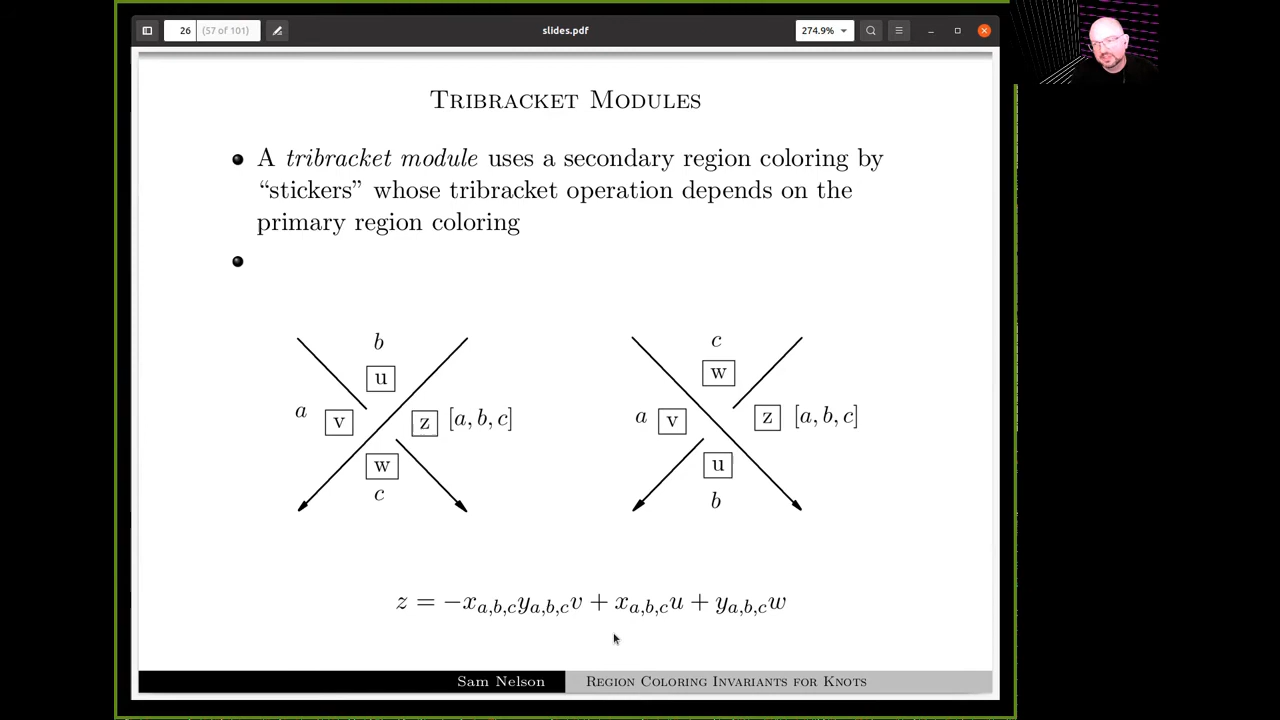 26 (57 of 101) slides.pdf 274.9%
TRIBRACKET MODULES
A tribracket module uses a secondary region coloring by
“stickers” whose tribracket operation depends on the
primary region coloring
b c
u w
a v z [a, b, c] a v z [a, b, c]
w u
c b
z = −x_{a,b,c}y_{a,b,c}v + x_{a,b,c}u + y_{a,b,c}w
Sam Nelson REGION COLORING INVARIANTS FOR KNOTS